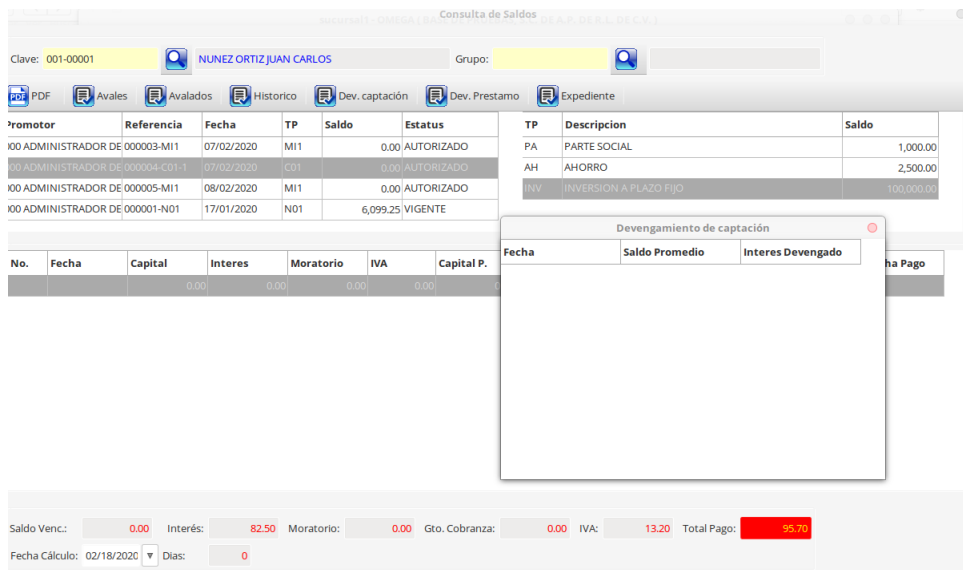 Consulta de Saldos
Clave: 001-00001 NUNEZ ORTIZ JUAN CARLOS Grupo:
PDF PDF Avales Avalados Historico Dev. captación Dev. Prestamo Expediente
Promotor Referencia Fecha TP Saldo Estatus
000 ADMINISTRADOR DE 000003-MI1 07/02/2020 MI1 0.00 AUTORIZADO
000 ADMINISTRADOR DE 000004-C01-1 07/02/2020 C01 0.00 AUTORIZADO
000 ADMINISTRADOR DE 000005-MI1 08/02/2020 MI1 0.00 AUTORIZADO
000 ADMINISTRADOR DE 000001-N01 17/01/2020 N01 6,099.25 VIGENTE
TP Descripcion Saldo
PA PARTE SOCIAL 1,000.00
AH AHORRO 2,500.00
INV INVERSION A PLAZO FIJO 100,000.00
Devengamiento de captación
Fecha Saldo Promedio Interes Devengado
No. Fecha Capital Interes Moratorio IVA Capital P. ha Pago
0.00 0.00 0.00 0.00 0
Saldo Venc.: 0.00 Interés: 82.50 Moratorio: 0.00 Gto. Cobranza: 0.00 IVA: 13.20 Total Pago: 95.70
Fecha Cálculo: 02/18/2020 Dias: 0